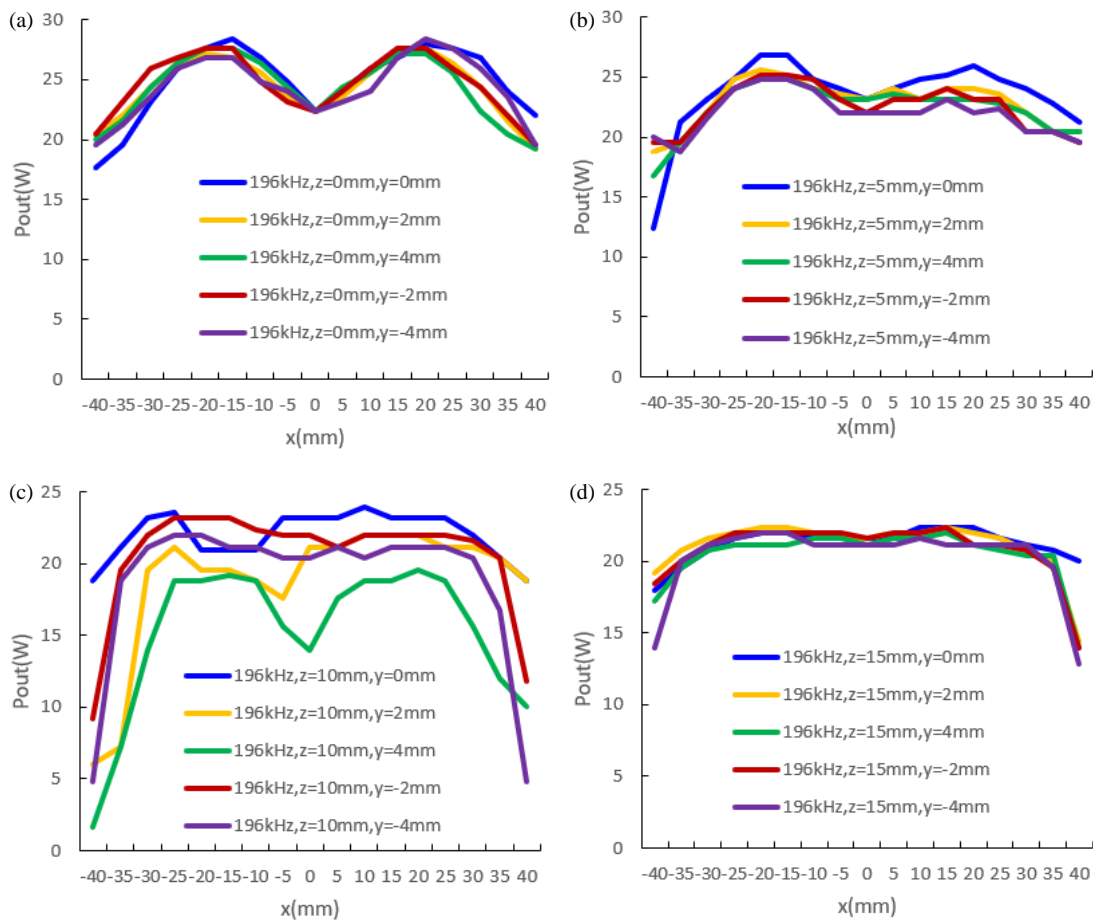 (a)
30
25
20
15
10
5
0
Pout(W)
196kHz,z=0mm,y=0mm
196kHz,z=0mm,y=2mm
196kHz,z=0mm,y=4mm
196kHz,z=0mm,y=-2mm
196kHz,z=0mm,y=-4mm
-40 -35 -30 -25 -20 -15 -10 -5 0 5 10 15 20 25 30 35 40
x(mm)
(b)
30
25
20
15
10
5
0
Pout(W)
196kHz,z=5mm,y=0mm
196kHz,z=5mm,y=2mm
196kHz,z=5mm,y=4mm
196kHz,z=5mm,y=-2mm
196kHz,z=5mm,y=-4mm
-40 -35 -30 -25 -20 -15 -10 -5 0 5 10 15 20 25 30 35 40
x(mm)
(c)
25
20
15
10
5
0
Pout(W)
196kHz,z=10mm,y=0mm
196kHz,z=10mm,y=2mm
196kHz,z=10mm,y=4mm
196kHz,z=10mm,y=-2mm
196kHz,z=10mm,y=-4mm
-40 -35 -30 -25 -20 -15 -10 -5 0 5 10 15 20 25 30 35 40
x(mm)
(d)
25
20
15
10
5
0
Pout(W)
196kHz,z=15mm,y=0mm
196kHz,z=15mm,y=2mm
196kHz,z=15mm,y=4mm
196kHz,z=15mm,y=-2mm
196kHz,z=15mm,y=-4mm
-40 -35 -30 -25 -20 -15 -10 -5 0 5 10 15 20 25 30 35 40
x(mm)